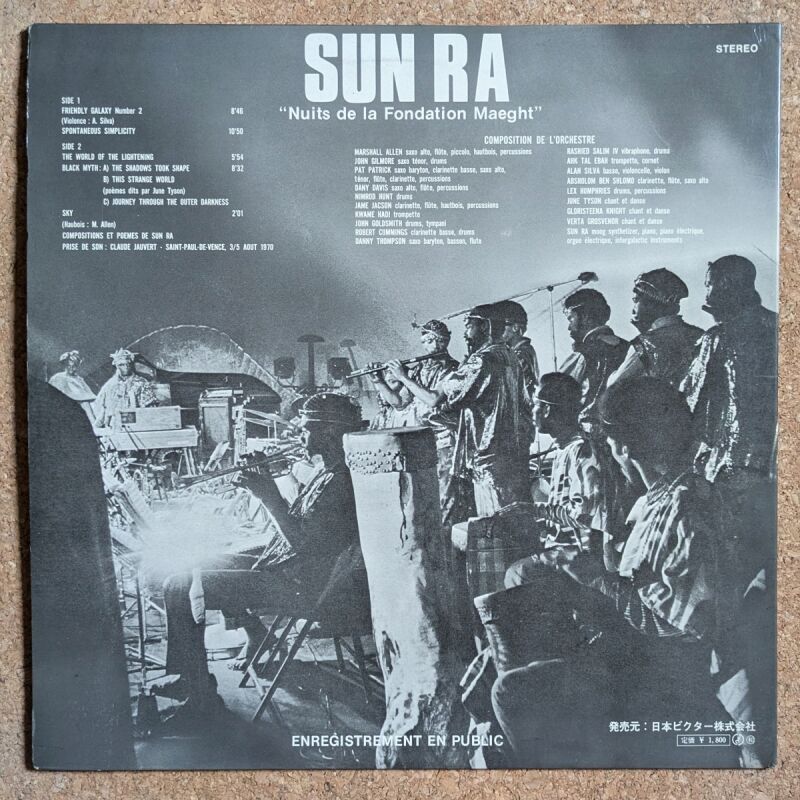 SUN RA
STEREO
"Nuits de la Fondation Maeght"
SIDE 1
FRIENDLY GALAXY Number 2 8'46
(Violence : A. Silva)
SPONTANEOUS SIMPLICITY 10'50
SIDE 2
THE WORLD OF THE LIGHTENING 5'54
BLACK MYTH: A) THE SHADOWS TOOK SHAPE 8'32
B) THIS STRANGE WORLD
(poèmes dits par June Tyson)
C) JOURNEY THROUGH THE OUTER DARKNESS
SKY 2'01
(Haubois : M. Allen)
COMPOSITIONS ET POEMES DE SUN RA
PRISE DE SON : CLAUDE JAUVERT · SAINT-PAUL-DE-VENCE, 3/5 AOUT 1970
COMPOSITION DE L'ORCHESTRE
MARSHALL ALLEN saxo alto, flûte, piccolo, hautbois, percussions
JOHN GILMORE saxo ténor, drums
PAT PATRICK saxo baryton, clarinette basse, saxo alto,
ténor, flûte, clarinette, percussions
DANY DAVIS saxo alto, flûte, clarinette
NIMROD HUNT drums
JAME JACSON clarinette, flûte, hautbois, percussions
KWAME HADI trompette
JOHN GOLDSMITH drums, tympani
ROBERT CUMMINGS clarinette basse, drums
DANNY THOMPSON saxo baryton, basson, flute
RASHIED SALIM IV vibraphone, drums
AHK TAL EBAH trompette, cornet
ALAN SILVA basse, violoncelle, violon
ABSHOLOM BEN SHLOMO clarinette, flûte, saxo alto
LEX HUMPHRIES drums, percussions
JUNE TYSON chant et danse
GLORISTEENA KNIGHT chant et danse
VERTA GROSVENOR chant et danse
SUN RA moog synthetizer, piano, piano électrique,
orgue électrique, intergalactic instruments
ENREGISTREMENT EN PUBLIC
発売元：日本ビクター株式会社
定価 ¥ 1,800